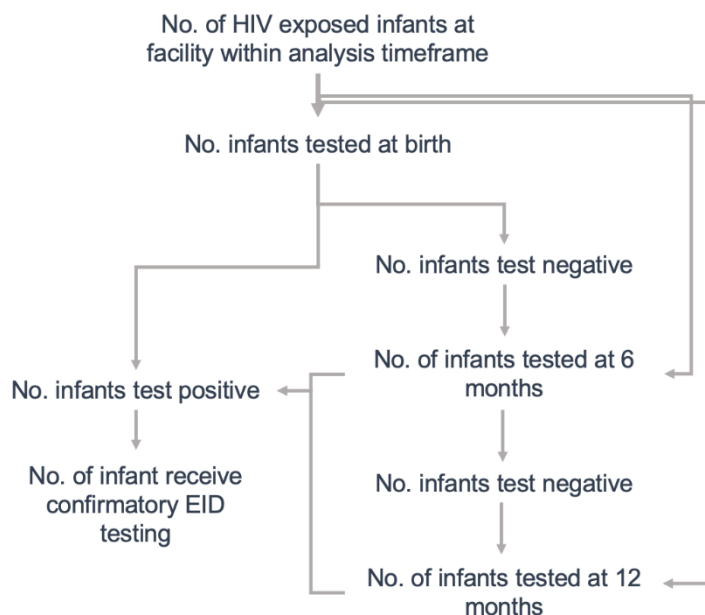 No. of HIV exposed infants at
facility within analysis timeframe
No. infants tested at birth
No. infants test negative
No. of infants tested at 6
months
No. infants test positive
No. of infant receive
confirmatory EID
testing
No. infants test negative
No. of infants tested at 12
months